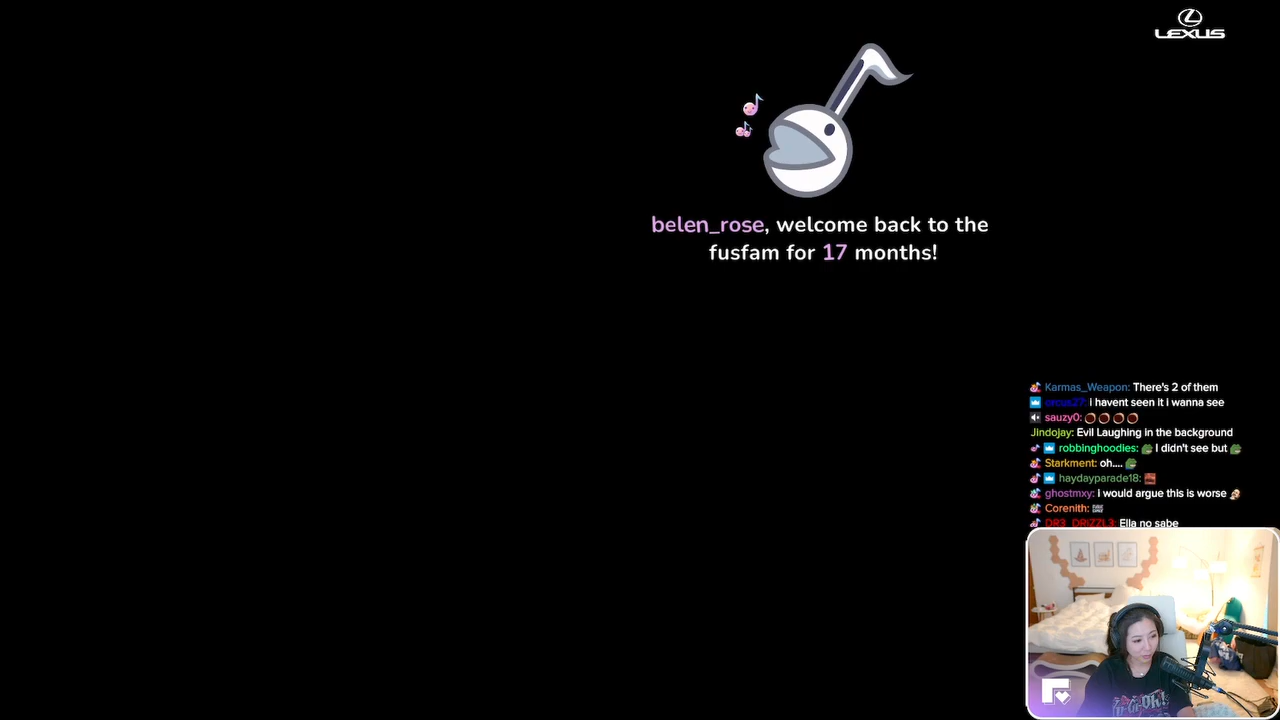 LEXUS
belen_rose, welcome back to the
fusfam for 17 months!
Karmas_Weapon: There's 2 of them
arcus27: i havent seen it i wanna see
sauzy0:
Jindojay: Evil Laughing in the background
robbinghoodies: I didn't see but
Starkment: oh....
haydayparade18:
ghostmxy: I would argue this is worse
Corenith:
DR3_DRIZZL3: Ella no sabe